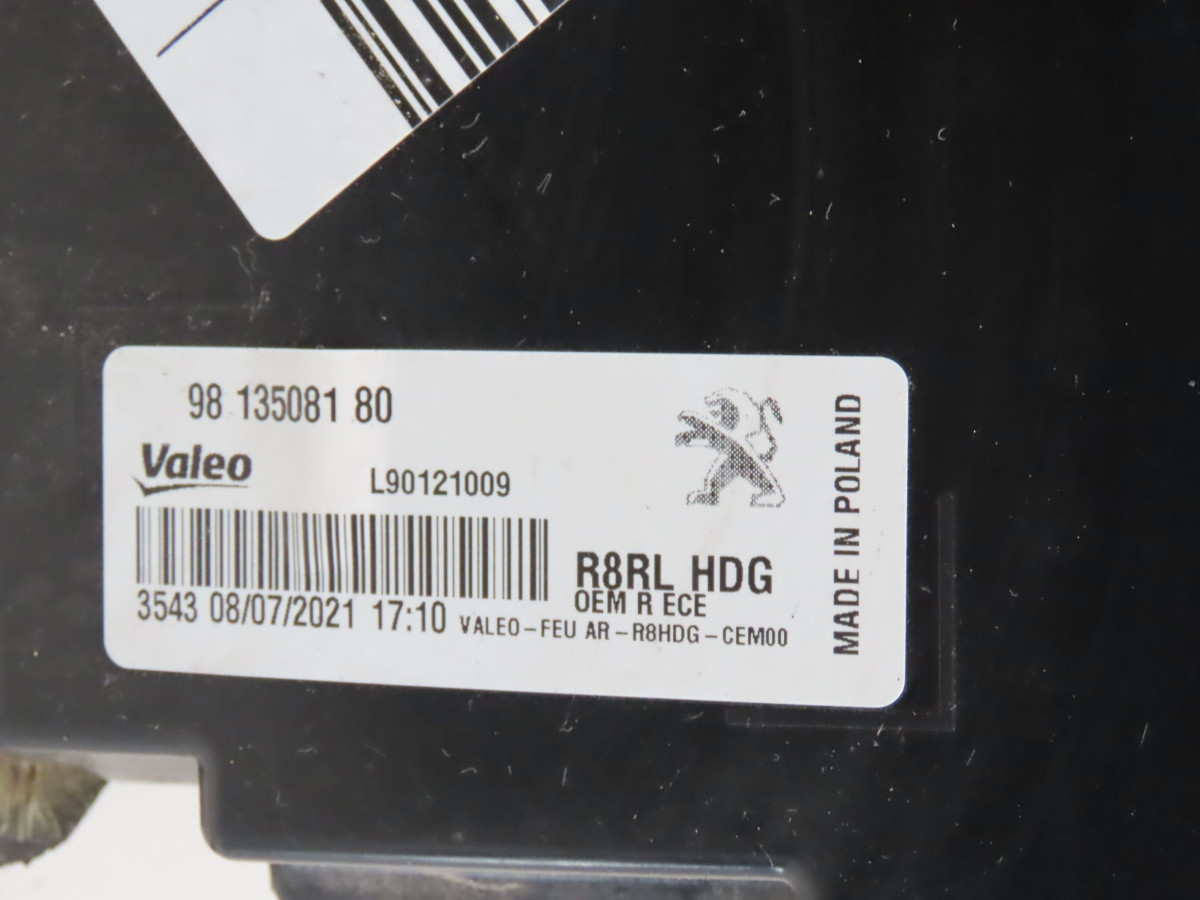 98 135081 80
Valeo
L90121009
R8RL HDG
OEM R ECE
3543 08/07/2021 17:10
VALEO-FEU AR-R8HDG-CEM00
MADE IN POLAND